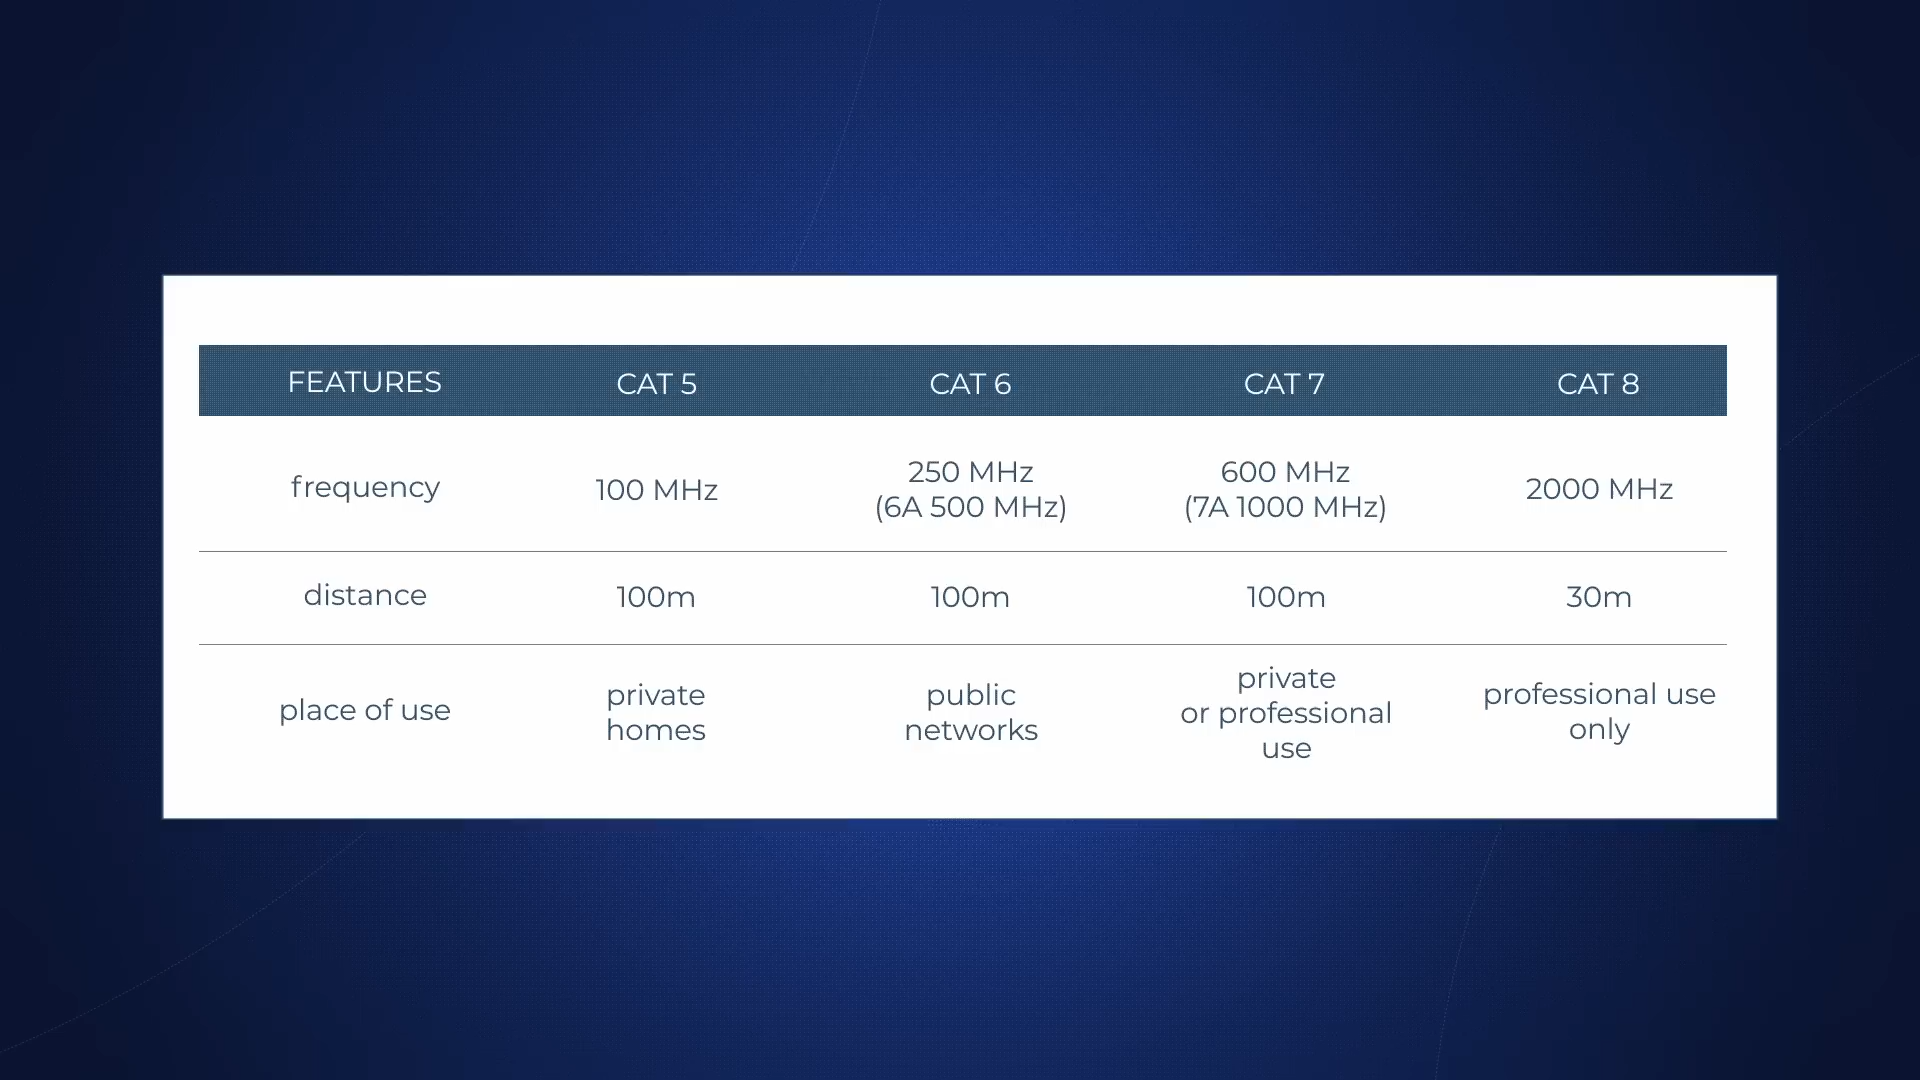 FEATURES CAT 5 CAT 6 CAT 7 CAT 8
frequency 100 MHz 250 MHz (6A 500 MHz) 600 MHz (7A 1000 MHz) 2000 MHz
distance 100m 100m 100m 30m
place of use private homes public networks private or professional use professional use only